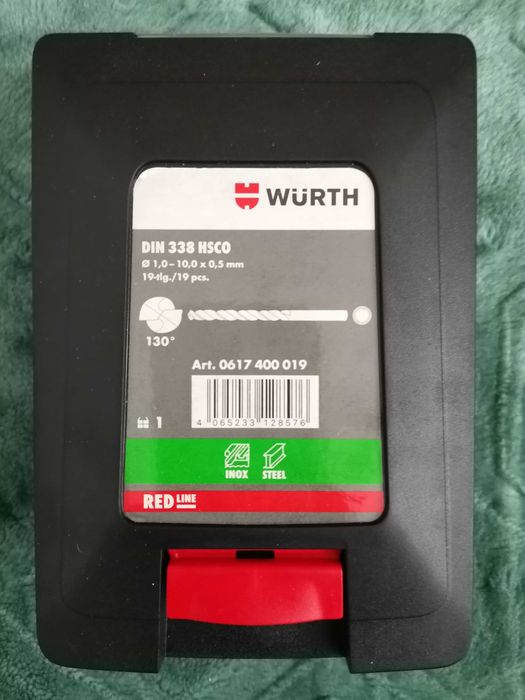 WÜRTH
DIN 338 HSCO
Ø 1,0–10,0 x 0,5 mm
19-tlg./19 pcs.
130°
Art. 0617 400 019
4 065233 128576
1
INOX STEEL
RED LINE